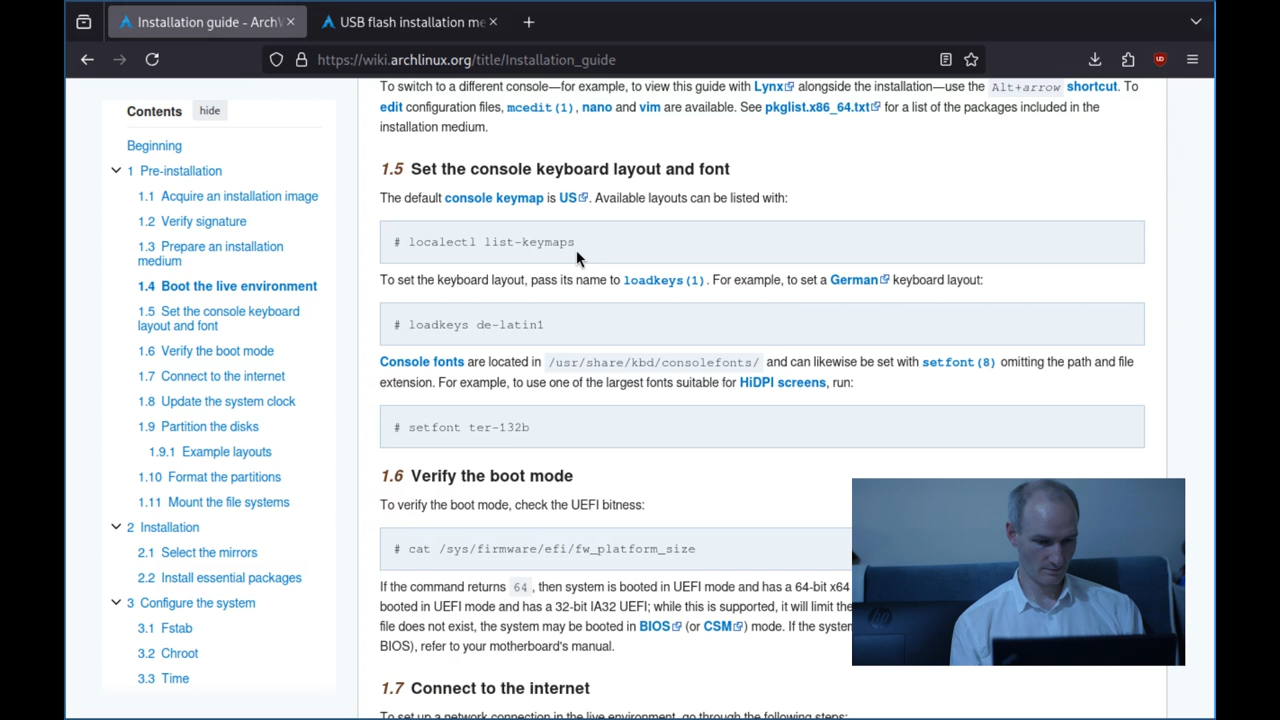 Installation guide - ArchW
USB flash installation me
https://wiki.archlinux.org/title/Installation_guide
Contents hide
Beginning
1 Pre-installation
1.1 Acquire an installation image
1.2 Verify signature
1.3 Prepare an installation
medium
1.4 Boot the live environment
1.5 Set the console keyboard
layout and font
1.6 Verify the boot mode
1.7 Connect to the internet
1.8 Update the system clock
1.9 Partition the disks
1.9.1 Example layouts
1.10 Format the partitions
1.11 Mount the file systems
2 Installation
2.1 Select the mirrors
2.2 Install essential packages
3 Configure the system
3.1 Fstab
3.2 Chroot
3.3 Time
To switch to a different console—for example, to view this guide with Lynx alongside the installation—use the Alt+arrow shortcut. To
edit configuration files, mcedit(1), nano and vim are available. See pkglist.x86_64.txt for a list of the packages included in the
installation medium.
1.5 Set the console keyboard layout and font
The default console keymap is US. Available layouts can be listed with:
# localectl list-keymaps
To set the keyboard layout, pass its name to loadkeys(1). For example, to set a German keyboard layout:
# loadkeys de-latin1
Console fonts are located in /usr/share/kbd/consolefonts/ and can likewise be set with setfont(8) omitting the path and file
extension. For example, to use one of the largest fonts suitable for HiDPI screens, run:
# setfont ter-132b
1.6 Verify the boot mode
To verify the boot mode, check the UEFI bitness:
# cat /sys/firmware/efi/fw_platform_size
If the command returns 64, then system is booted in UEFI mode and has a 64-bit x64
booted in UEFI mode and has a 32-bit IA32 UEFI; while this is supported, it will limit the
file does not exist, the system may be booted in BIOS (or CSM) mode. If the system
BIOS), refer to your motherboard's manual.
1.7 Connect to the internet
To set up a network connection in the live environment, go through the following steps: